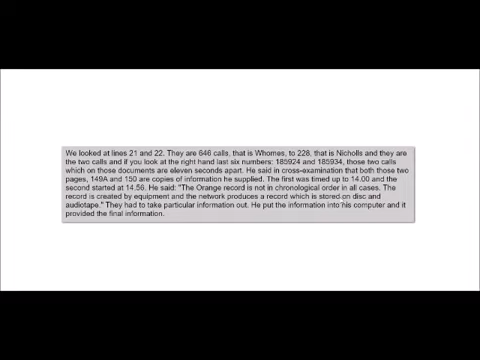 We looked at lines 21 and 22. They are 646 calls, that is Whomes, to 228, that is Nicholls and they are
the two calls and if you look at the right hand last six numbers: 185924 and 185934, those two calls
which on those documents are eleven seconds apart. He said in cross-examination that both those two
pages, 149A and 150 are copies of information he supplied. The first was timed up to 14.00 and the
second started at 14.56. He said: "The Orange record is not in chronological order in all cases. The
record is created by equipment and the network produces a record which is stored on disc and
audiotape." They had to take particular information out. He put the information into his computer and it
provided the final information.